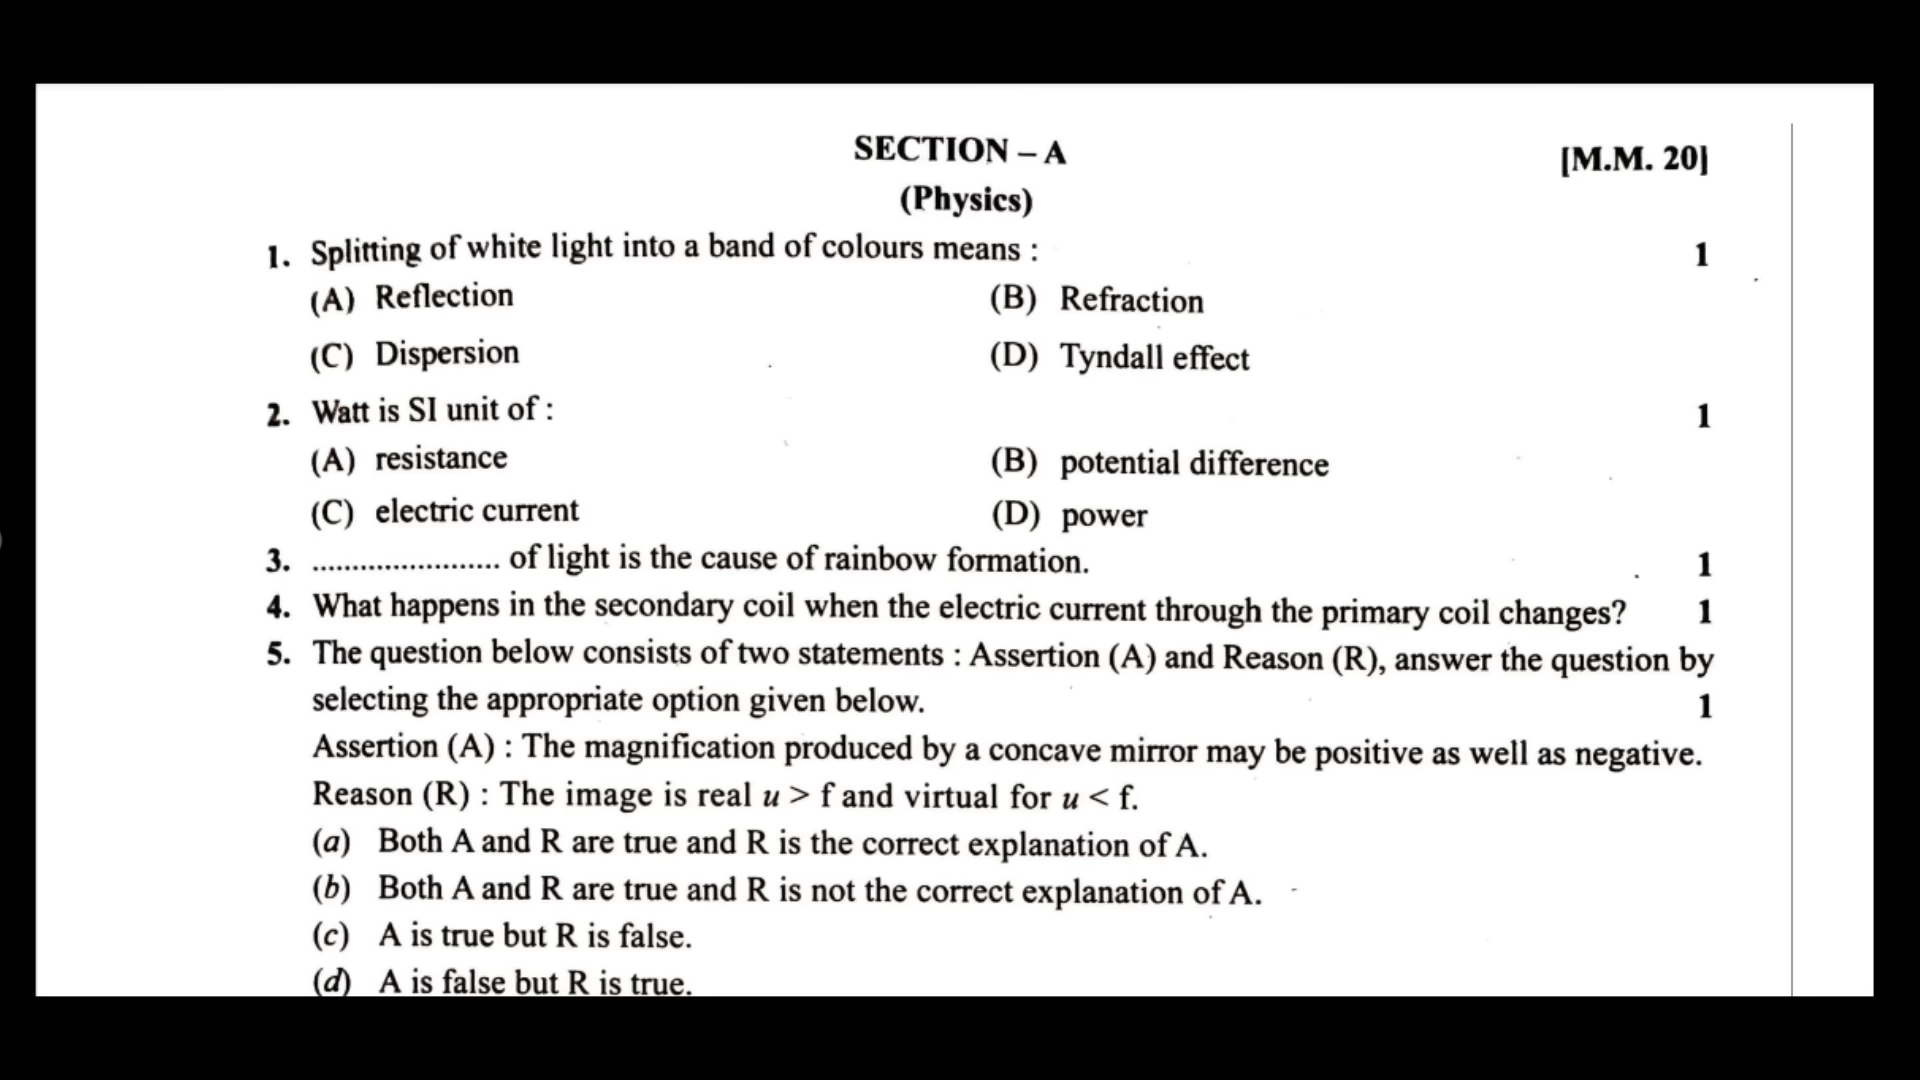 SECTION – A
[M.M. 20]
(Physics)
1. Splitting of white light into a band of colours means : 1
(A) Reflection (B) Refraction
(C) Dispersion (D) Tyndall effect
2. Watt is SI unit of : 1
(A) resistance (B) potential difference
(C) electric current (D) power
3. ....................... of light is the cause of rainbow formation. 1
4. What happens in the secondary coil when the electric current through the primary coil changes? 1
5. The question below consists of two statements : Assertion (A) and Reason (R), answer the question by
selecting the appropriate option given below. 1
Assertion (A) : The magnification produced by a concave mirror may be positive as well as negative.
Reason (R) : The image is real u > f and virtual for u < f.
(a) Both A and R are true and R is the correct explanation of A.
(b) Both A and R are true and R is not the correct explanation of A.
(c) A is true but R is false.
(d) A is false but R is true.